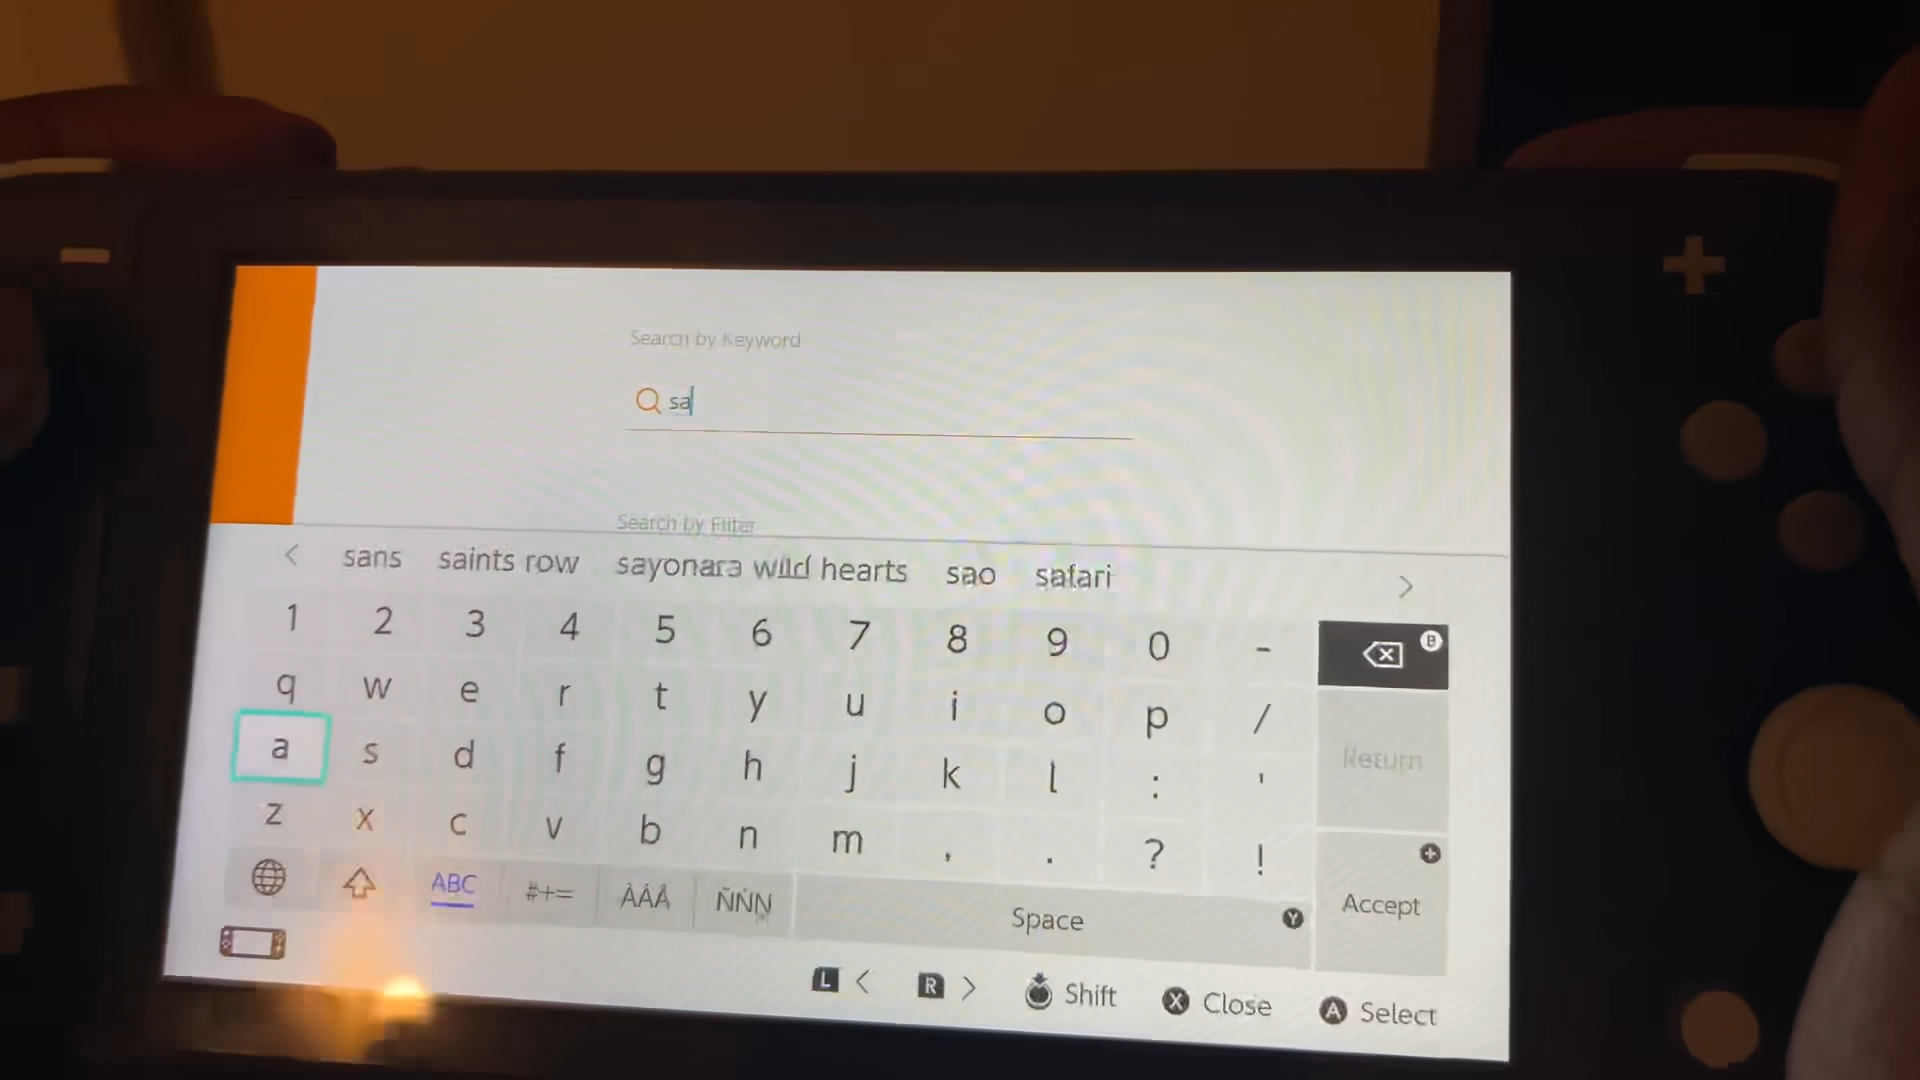 Search by Keyword
sa
Search by Filter
< sans saints row sayonara wild hearts sao safari >
1 2 3 4 5 6 7 8 9 0 - B
q w e r t y u i o p /
Return
a s d f g h j k l : '
z x c v b n m , . ? !
ABC #+= ÀÁÂ ÑŃŅ Space Y Accept
L < R > Shift X Close A Select